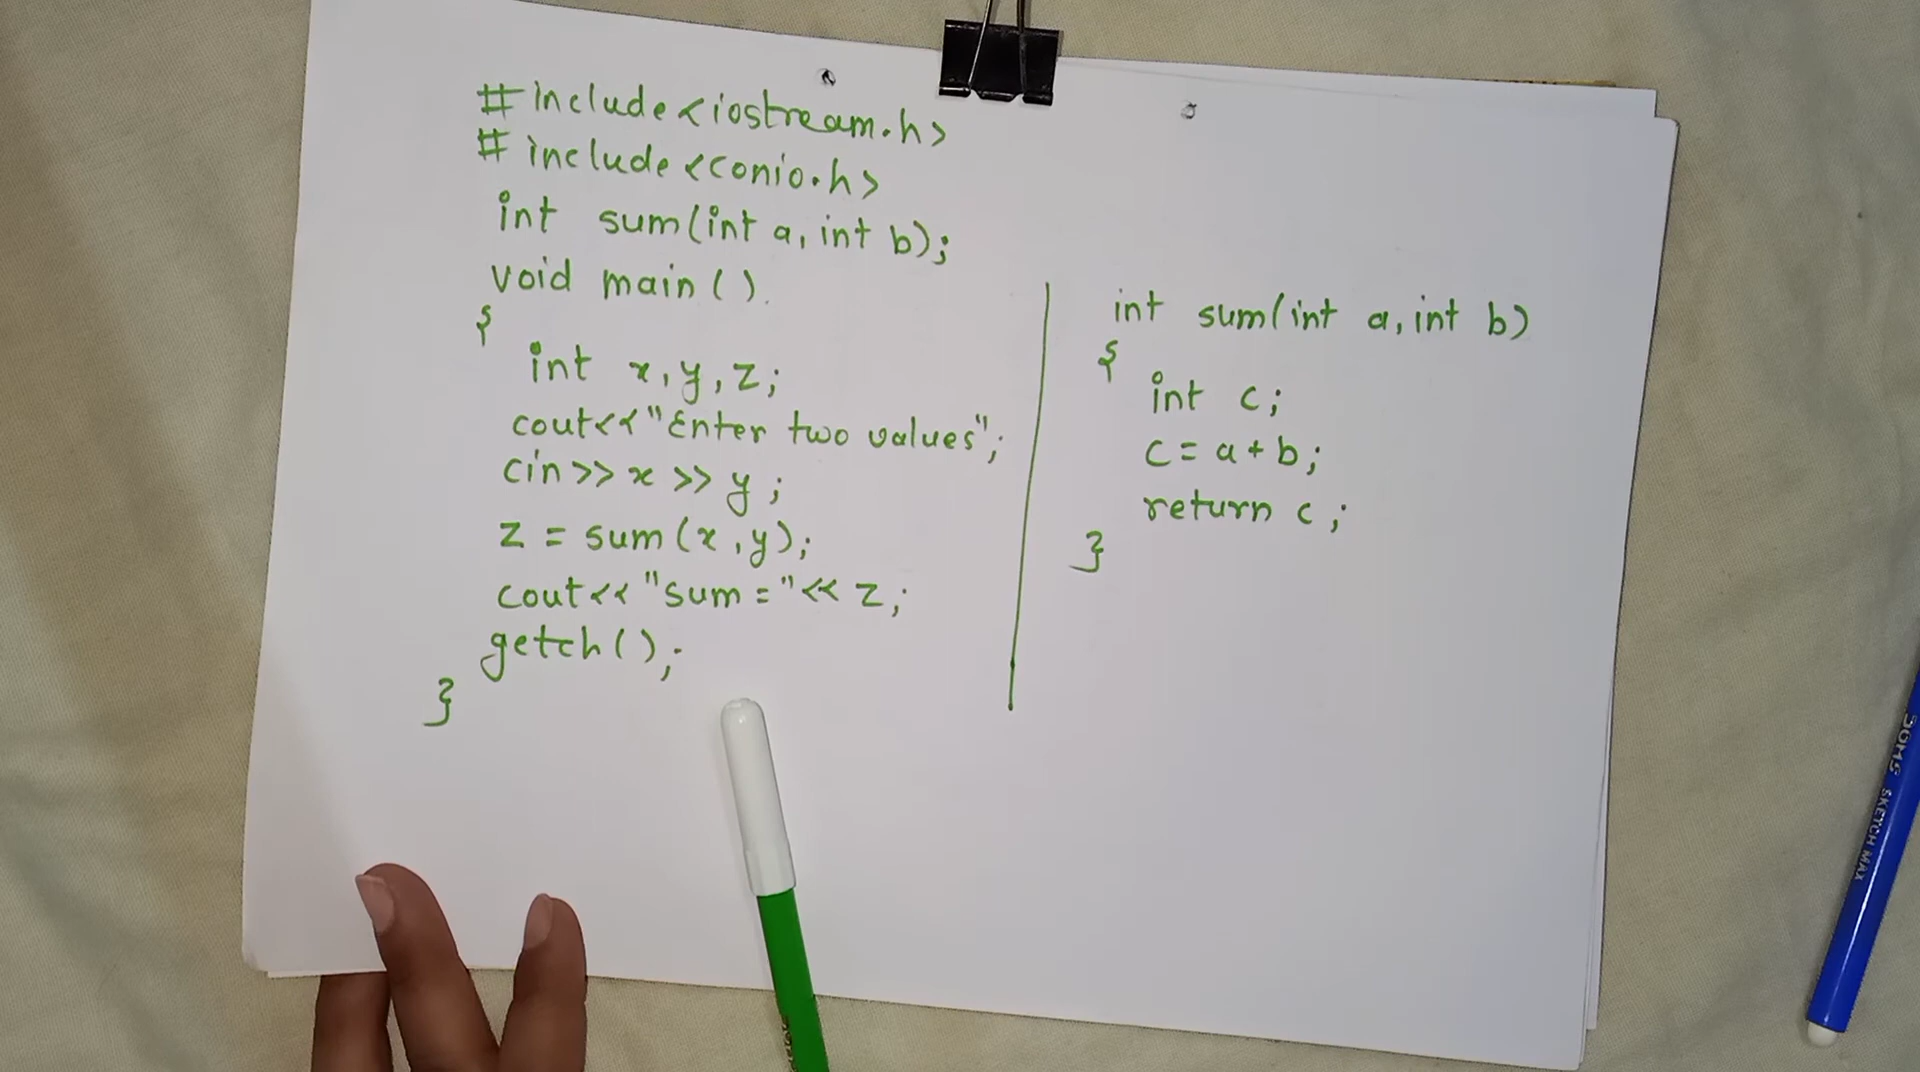 #include<iostream.h>
#include<conio.h>
int sum(int a, int b);
void main()
{
int x, y, z;
cout<<"Enter two values";
cin>>x>>y;
z = sum(x, y);
cout<<"sum="<<z;
getch();
}
int sum(int a, int b)
{
int c;
c = a + b;
return c;
}
DOMS SKETCH MAX